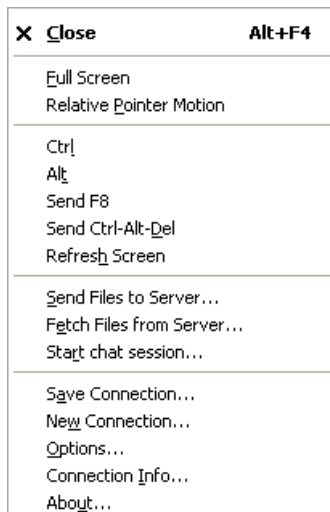 Close Alt+F4
Full Screen
Relative Pointer Motion
Ctrl
Alt
Send F8
Send Ctrl-Alt-Del
Refresh Screen
Send Files to Server...
Fetch Files from Server...
Start chat session...
Save Connection...
New Connection...
Options...
Connection Info...
About...